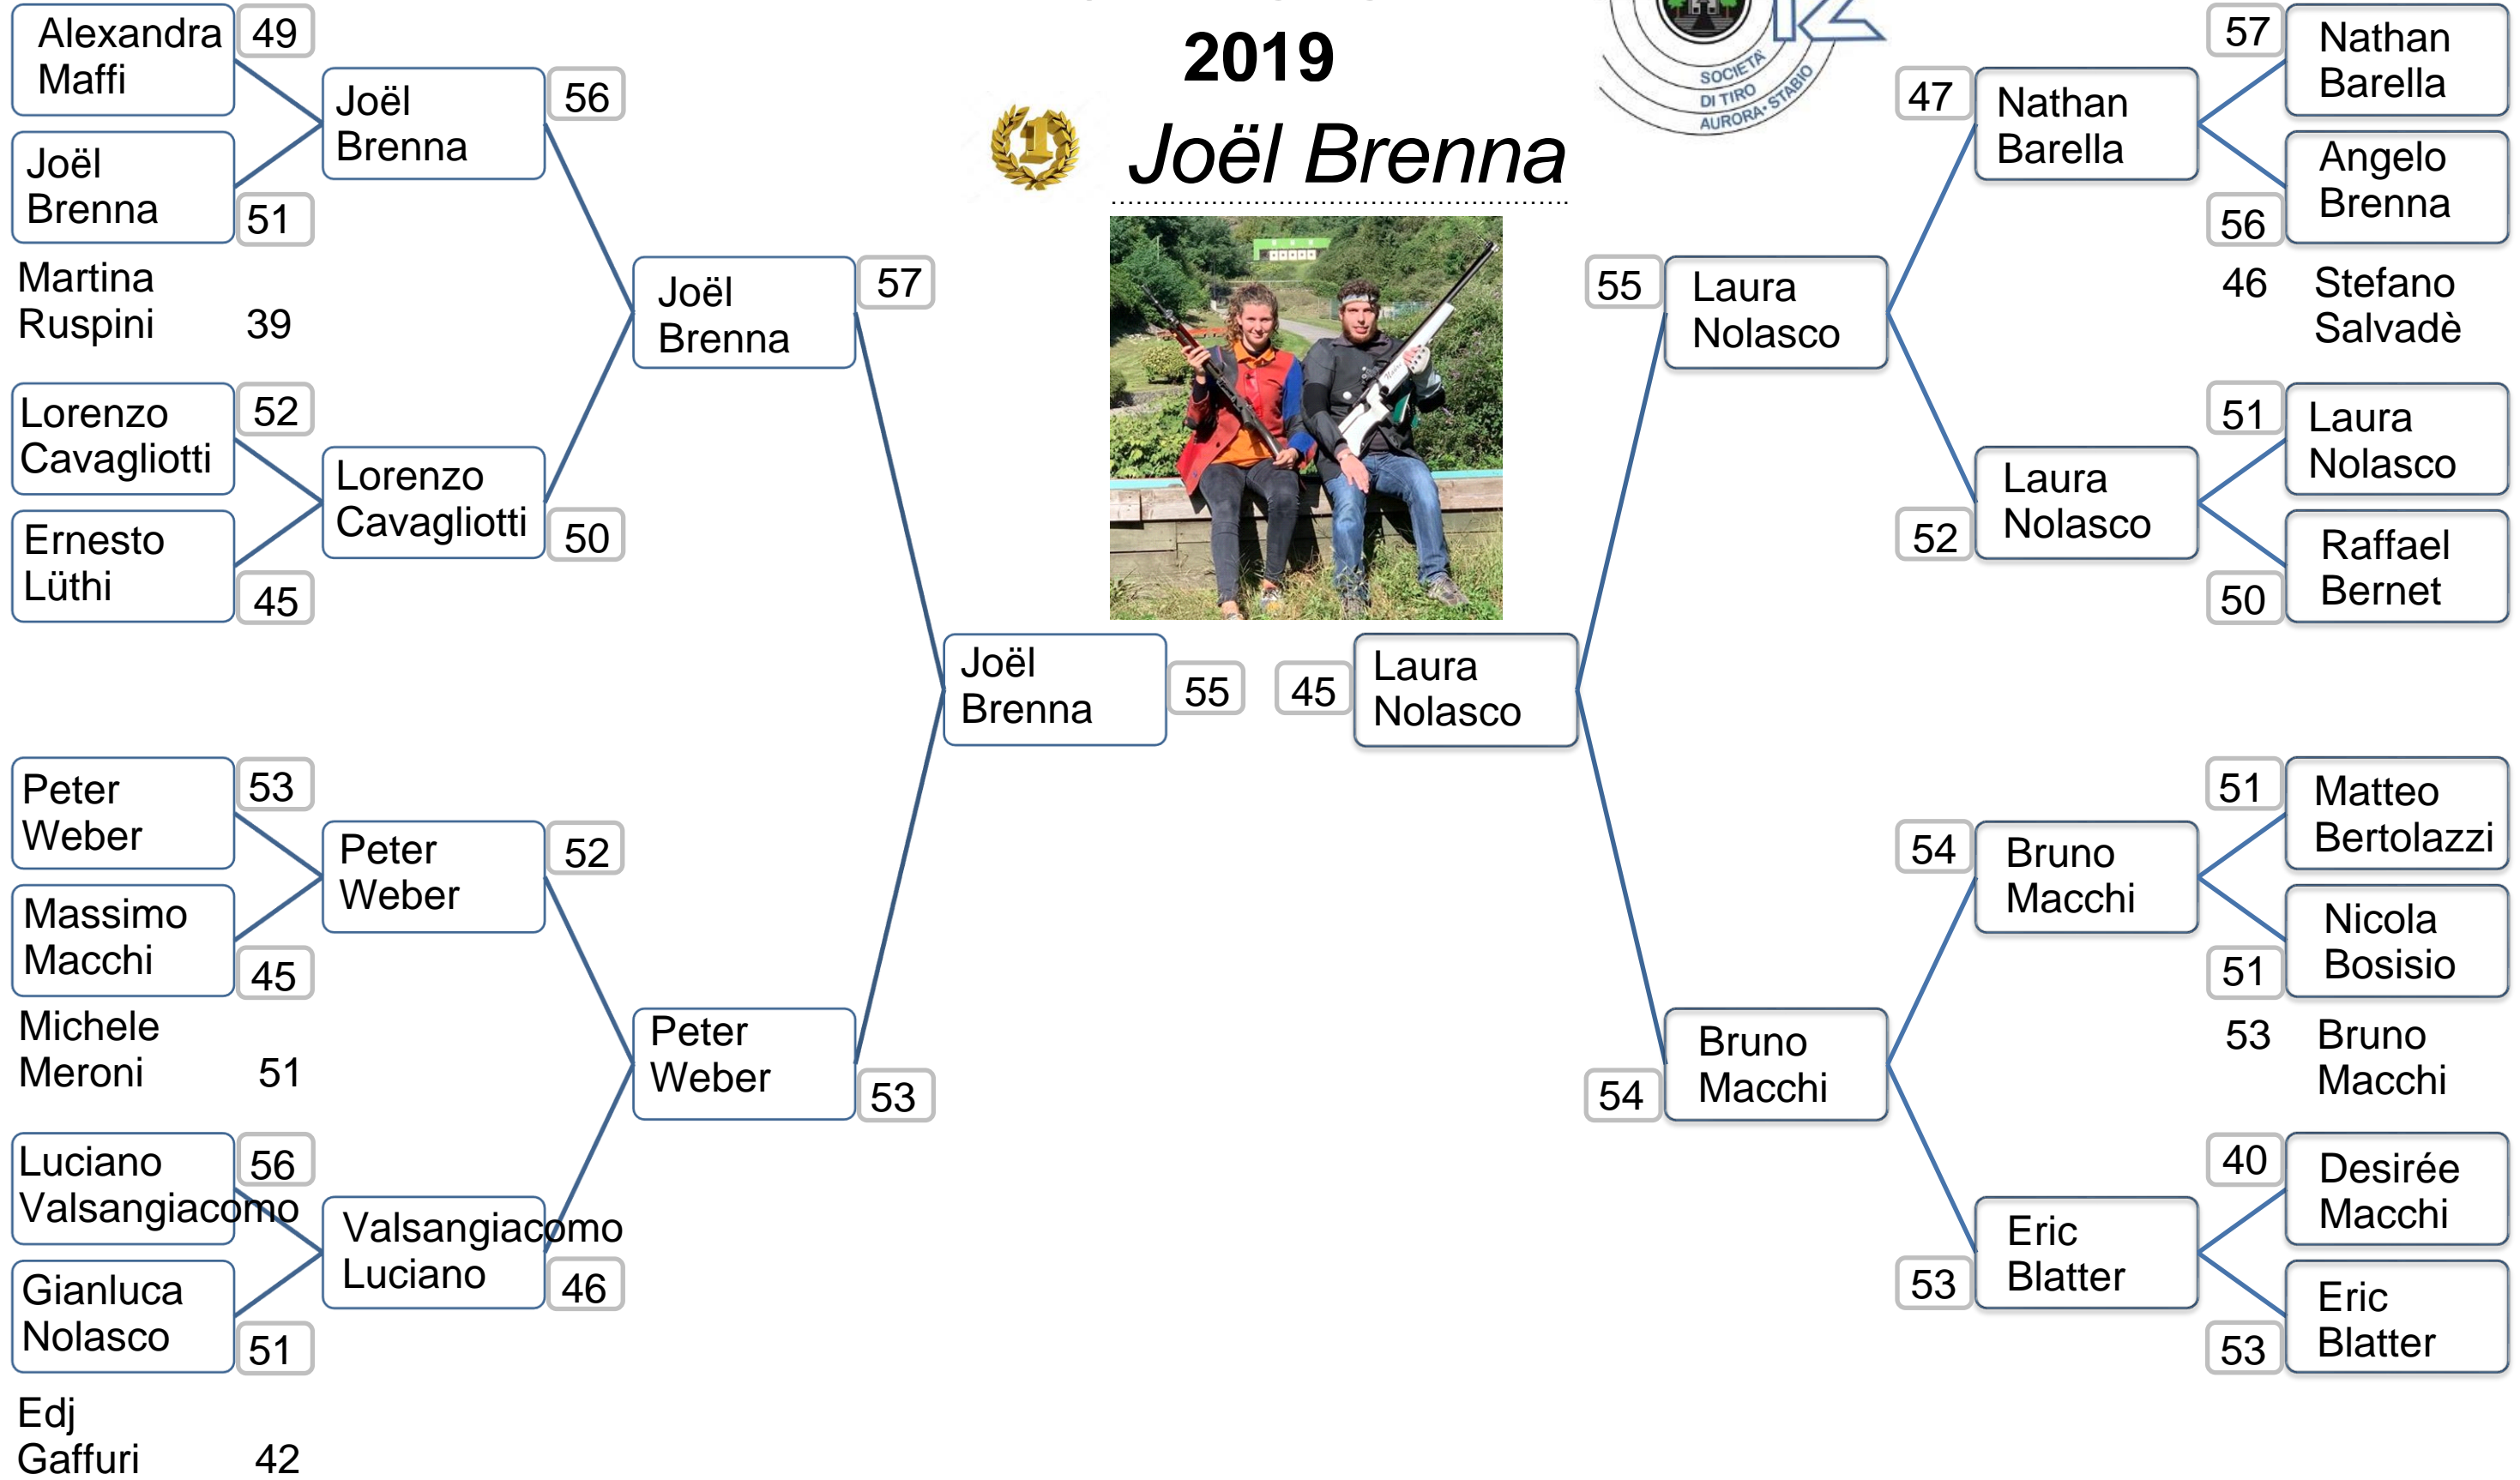 2019
Joël Brenna
SOCIETA'
DI TIRO
AURORA • STABIO
Alexandra
Maffi
49
Joël
Brenna
51
Martina
Ruspini 39
Lorenzo
Cavagliotti
52
Ernesto
Lüthi
45
Peter
Weber
53
Massimo
Macchi
45
Michele
Meroni 51
Luciano
Valsangiacomo
56
Gianluca
Nolasco
51
Edj
Gaffuri 42
Joël
Brenna
56
Lorenzo
Cavagliotti
50
Peter
Weber
52
Valsangiacomo
Luciano
46
Joël
Brenna
57
Peter
Weber
53
Joël
Brenna
55
45
Laura
Nolasco
55
Laura
Nolasco
54
Bruno
Macchi
47
Nathan
Barella
52
Laura
Nolasco
54
Bruno
Macchi
53
Eric
Blatter
57
Nathan
Barella
Angelo
Brenna
56
46 Stefano
Salvadè
51
Laura
Nolasco
Raffael
Bernet
50
51
Matteo
Bertolazzi
Nicola
Bosisio
51
53 Bruno
Macchi
40
Desirée
Macchi
Eric
Blatter
53